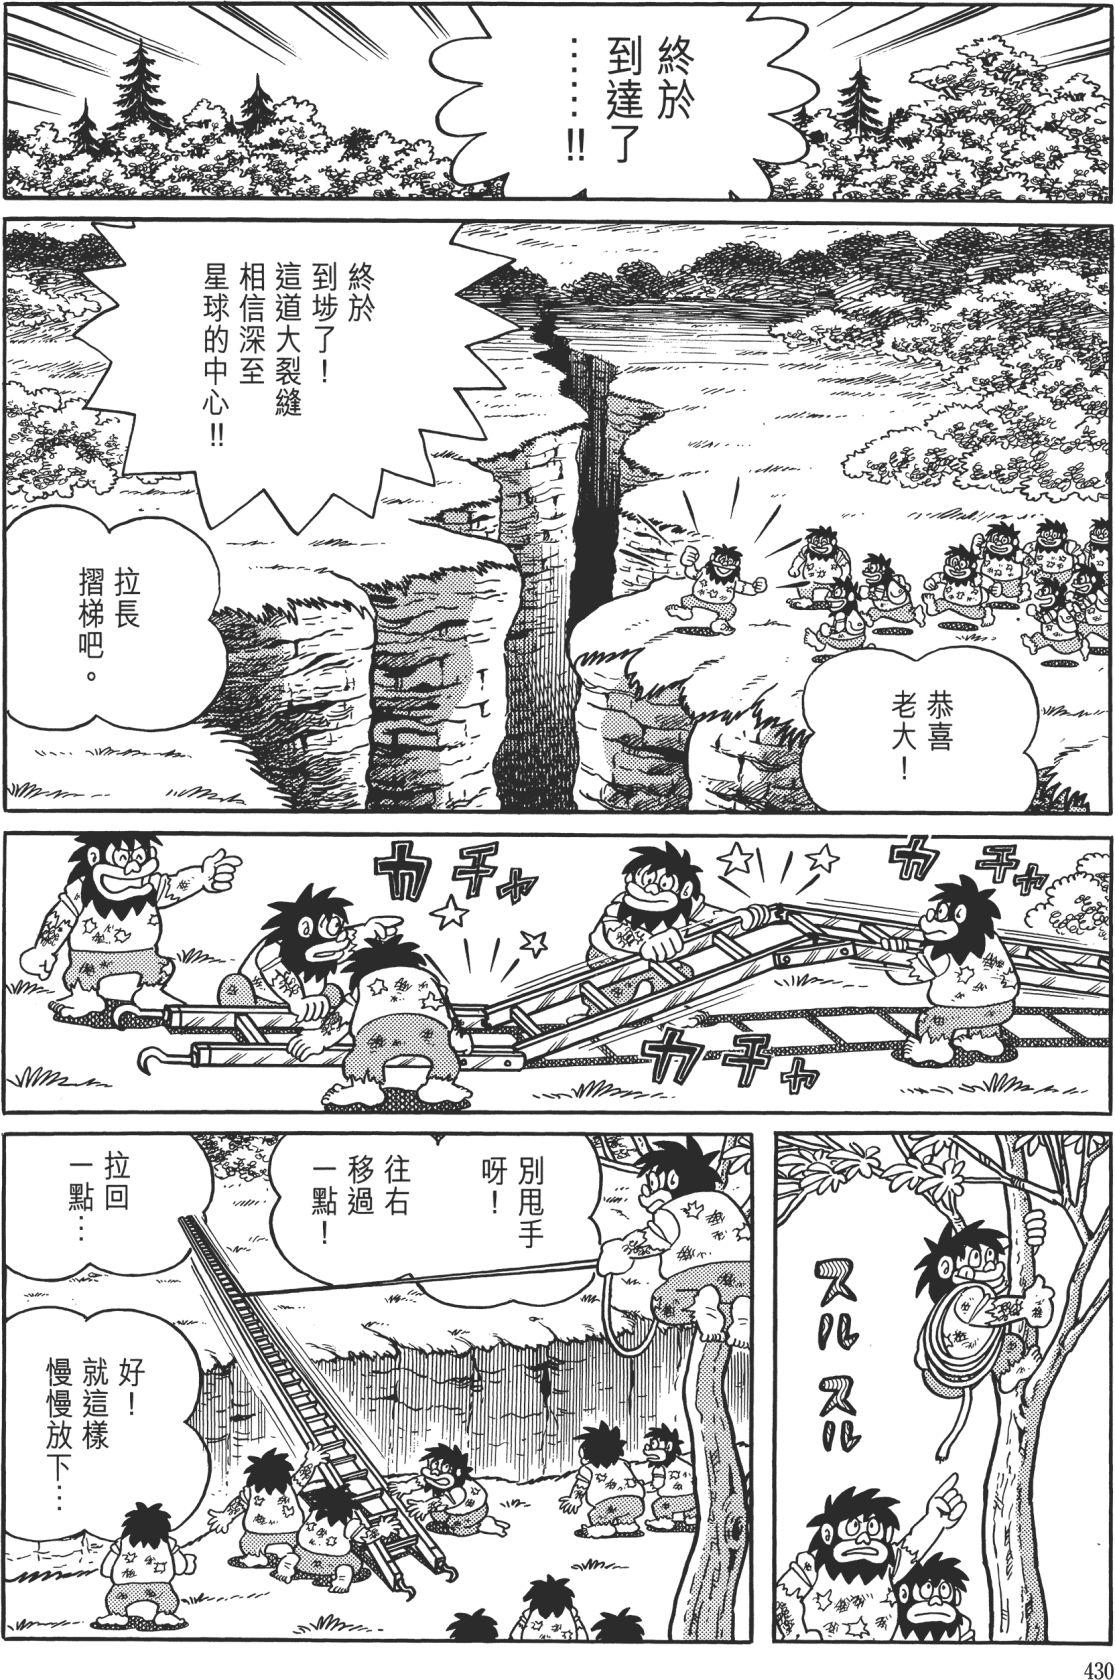 終於
到達了
……!!
終於
到埗了！
這道大裂縫
相信深至
星球的中心!!
恭喜
老大！
拉長
摺梯吧。
カチャ
カチャ
カチャ
スルスル
別甩手
呀！
往右
移過
一點！
拉回
一點…
好！
就這樣
慢慢放下…
430